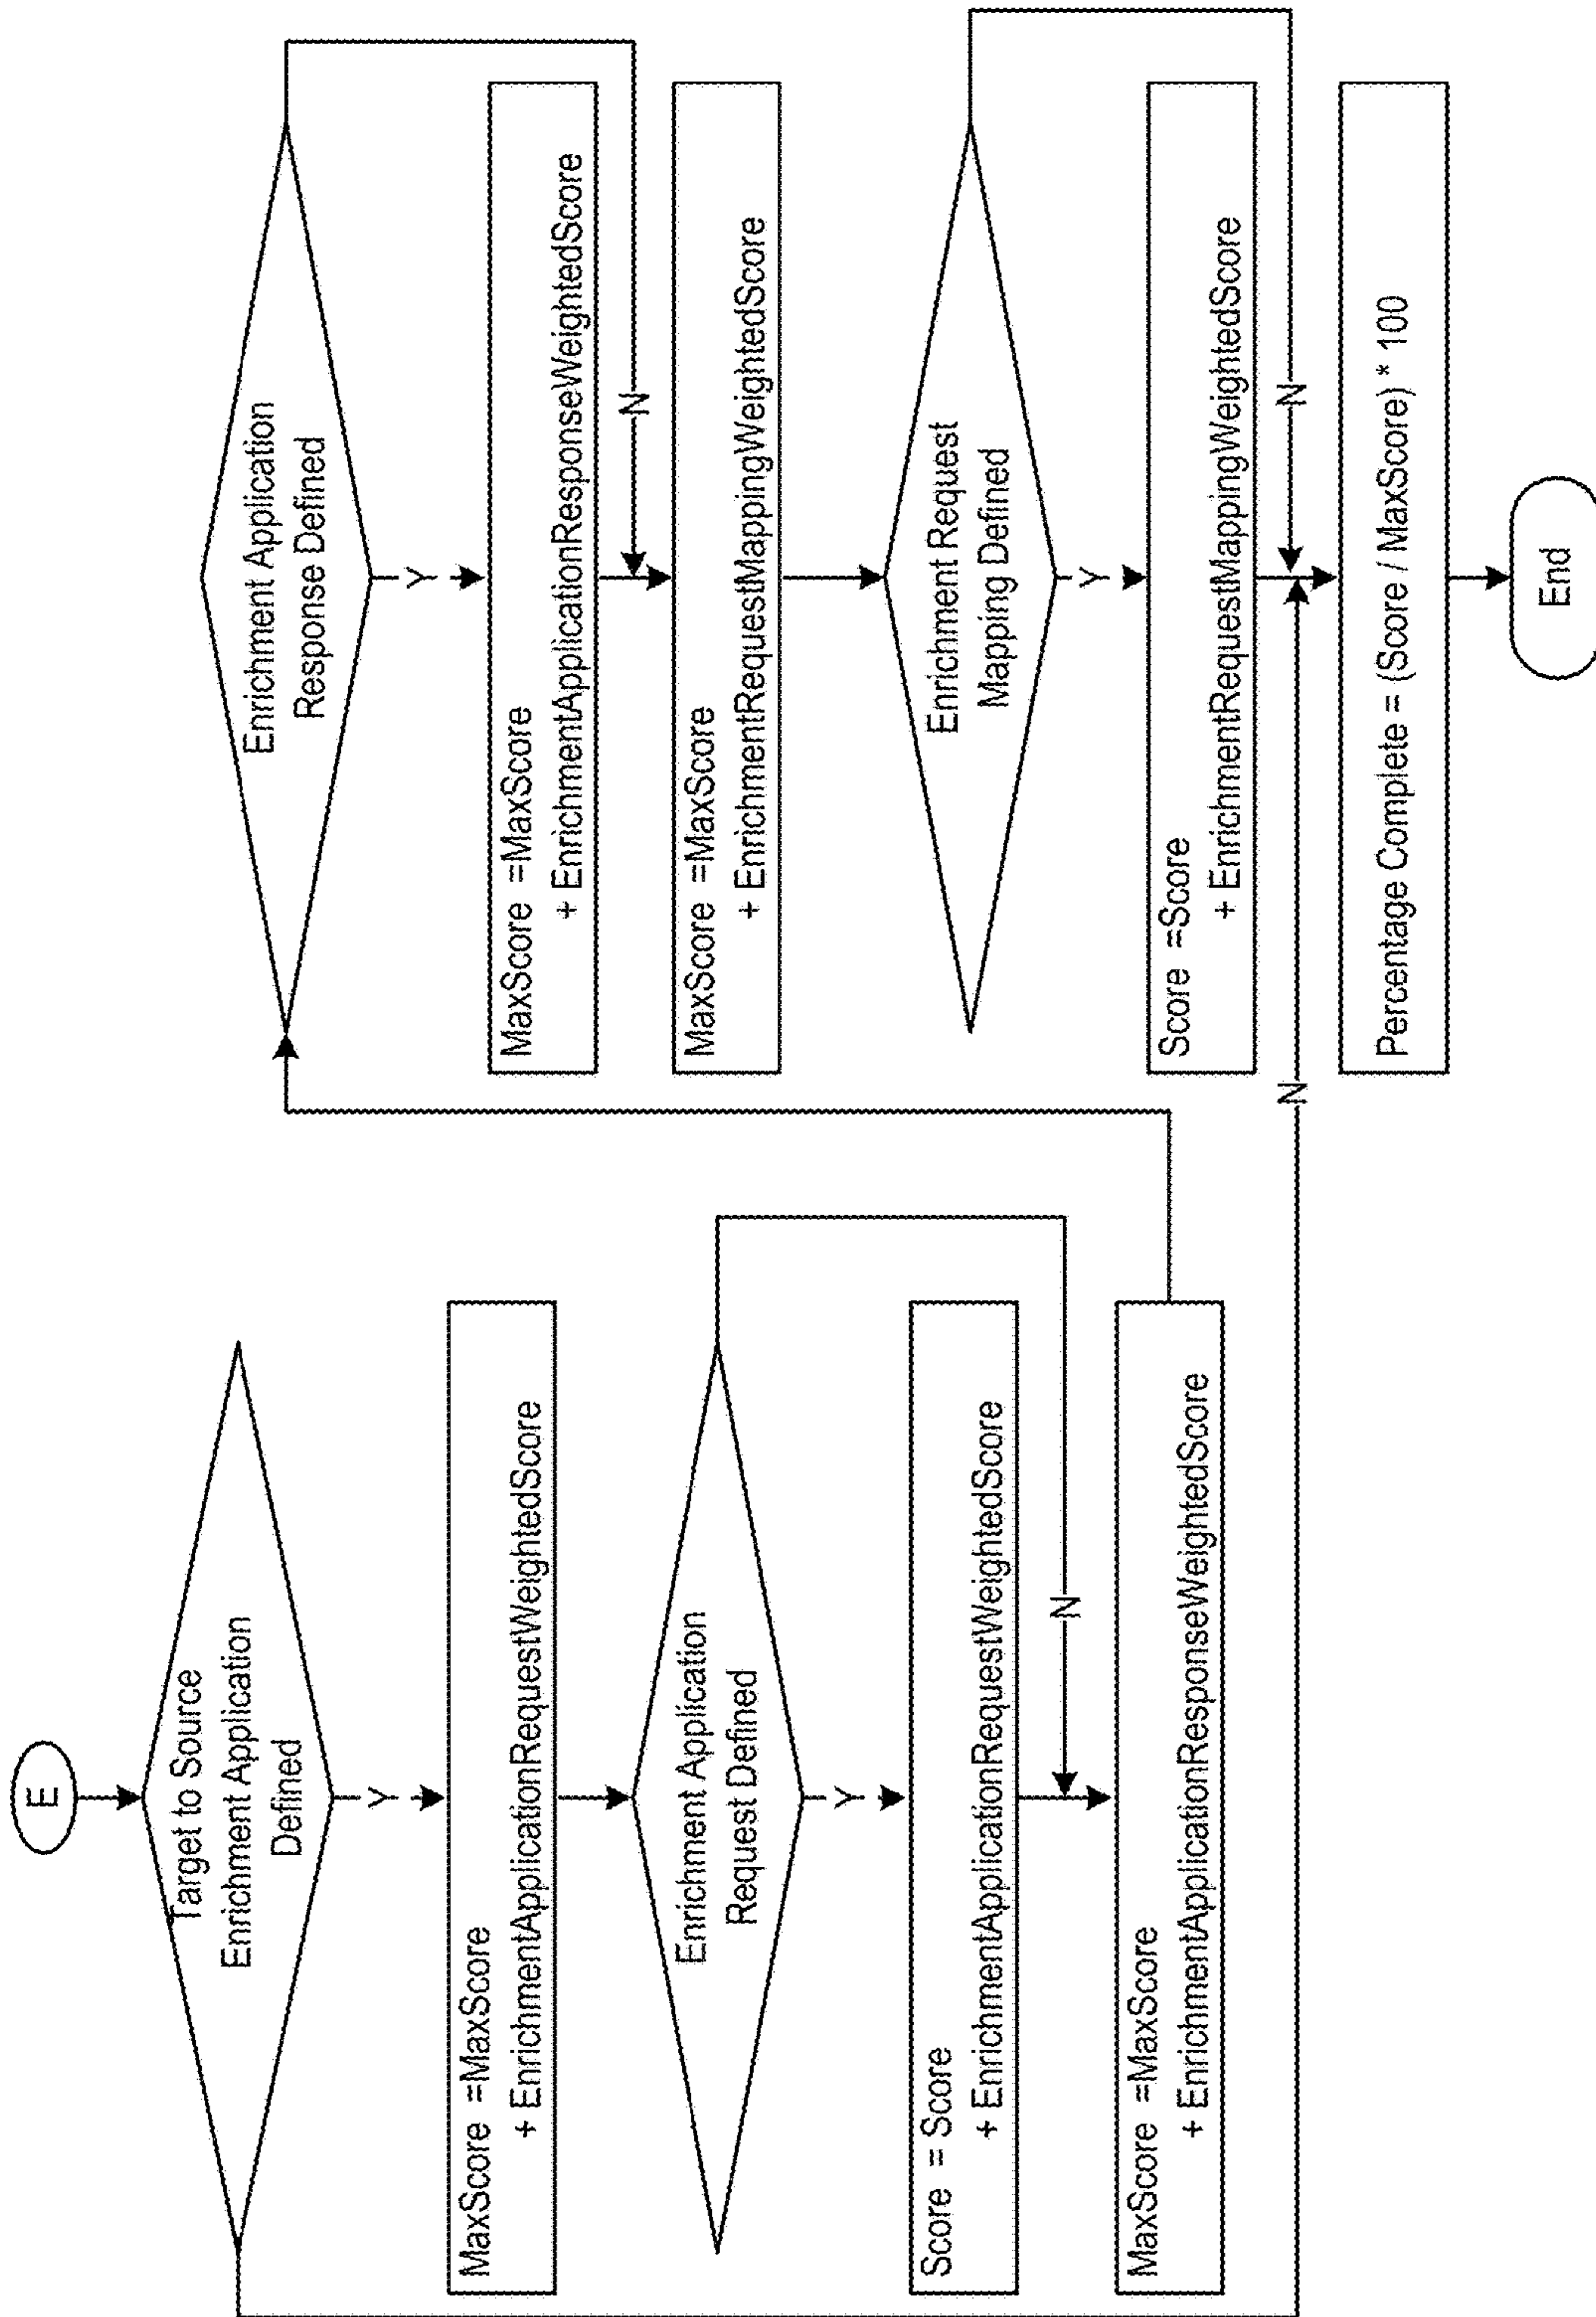 E
Target to Source
Enrichment Application
Defined
Y
MaxScore =MaxScore
+ EnrichmentApplicationRequestWeightedScore
Enrichment Application
Request Defined
Y
Score = Score
+ EnrichmentApplicationRequestWeightedScore
N
MaxScore =MaxScore
+ EnrichmentApplicationResponseWeightedScore
N
Enrichment Application
Response Defined
Y
MaxScore =MaxScore
+ EnrichmentApplicationResponseWeightedScore
N
MaxScore =MaxScore
+ EnrichmentRequestMappingWeightedScore
Enrichment Request
Mapping Defined
Y
Score =Score
+ EnrichmentRequestMappingWeightedScore
N
Percentage Complete = (Score / MaxScore) * 100
End